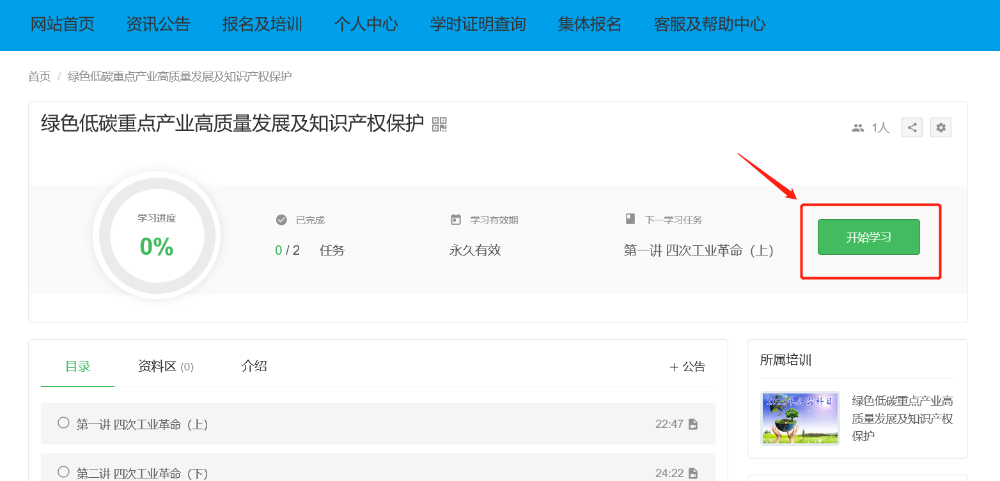 网站首页 资讯公告 报名及培训 个人中心 学时证明查询 集体报名 客服及帮助中心
首页 / 绿色低碳重点产业高质量发展及知识产权保护
绿色低碳重点产业高质量发展及知识产权保护
1人
学习进度
0%
已完成
0 / 2 任务
学习有效期
永久有效
下一学习任务
第一讲 四次工业革命（上）
开始学习
目录 资料区 (0) 介绍
+ 公告
第一讲 四次工业革命（上） 22:47
第二讲 四次工业革命（下） 24:22
所属培训
2022年公需科目
绿色低碳重点产业高
质量发展及知识产权
保护